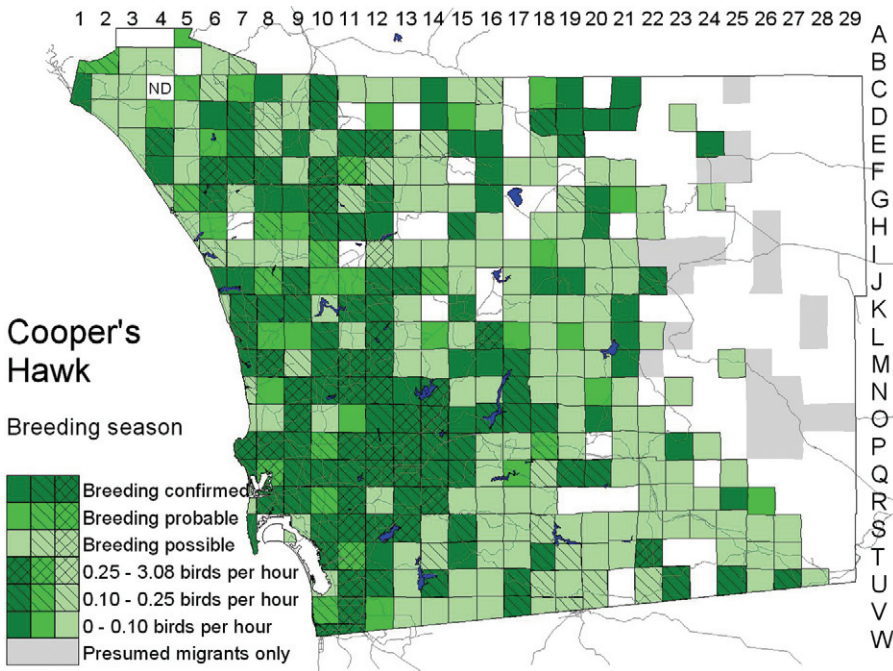 1 2 3 4 5 6 7 8 9 10 11 12 13 14 15 16 17 18 19 20 21 22 23 24 25 26 27 28 29
A
B
C
D
E
F
G
H
I
J
K
L
M
N
O
P
Q
R
S
T
U
V
W
ND
Cooper's
Hawk
Breeding season
Breeding confirmed
Breeding probable
Breeding possible
0.25 - 3.08 birds per hour
0.10 - 0.25 birds per hour
0 - 0.10 birds per hour
Presumed migrants only